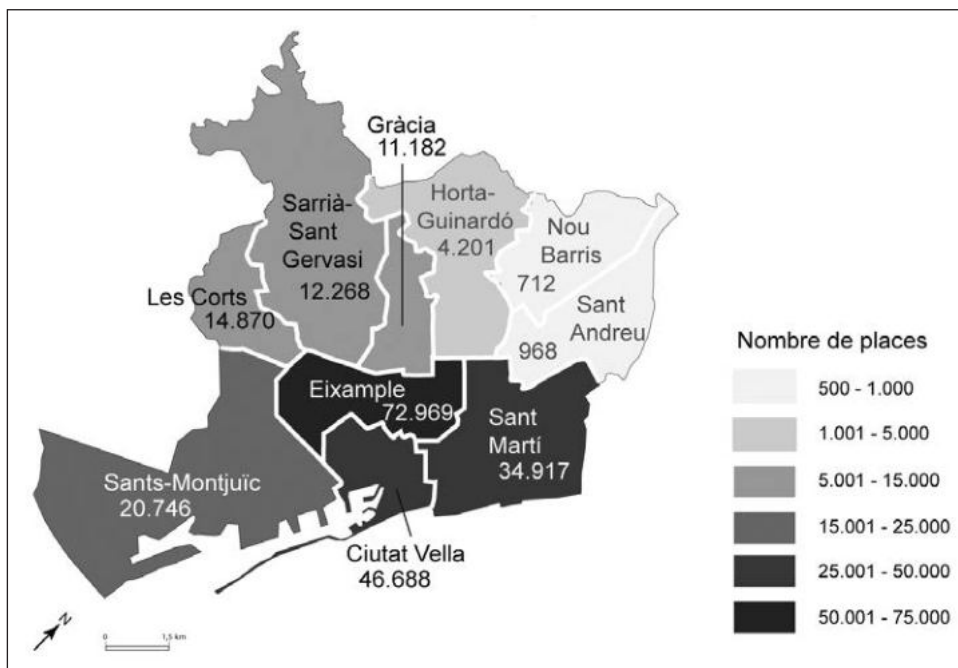 Gràcia
11.182
Horta-
Guinardó
4.201
Sarrià-
Sant
Gervasi
12.268
Nou
Barris
712
Les Corts
14.870
Sant
Andreu
968
Eixample
72.969
Sant
Martí
34.917
Sants-Montjuïc
20.746
Ciutat Vella
46.688
Nombre de places
500 - 1.000
1.001 - 5.000
5.001 - 15.000
15.001 - 25.000
25.001 - 50.000
50.001 - 75.000
N
0 1,5 km